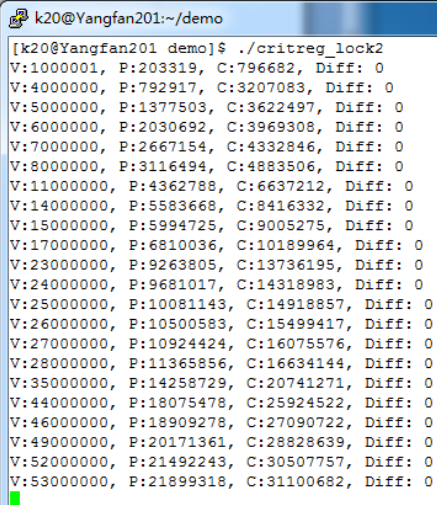 k20@Yangfan201:~/demo
[k20@Yangfan201 demo]$ ./critreg_lock2
V:1000001, P:203319, C:796682, Diff: 0
V:4000000, P:792917, C:3207083, Diff: 0
V:5000000, P:1377503, C:3622497, Diff: 0
V:6000000, P:2030692, C:3969308, Diff: 0
V:7000000, P:2667154, C:4332846, Diff: 0
V:8000000, P:3116494, C:4883506, Diff: 0
V:11000000, P:4362788, C:6637212, Diff: 0
V:14000000, P:5583668, C:8416332, Diff: 0
V:15000000, P:5994725, C:9005275, Diff: 0
V:17000000, P:6810036, C:10189964, Diff: 0
V:23000000, P:9263805, C:13736195, Diff: 0
V:24000000, P:9681017, C:14318983, Diff: 0
V:25000000, P:10081143, C:14918857, Diff: 0
V:26000000, P:10500583, C:15499417, Diff: 0
V:27000000, P:10924424, C:16075576, Diff: 0
V:28000000, P:11365856, C:16634144, Diff: 0
V:35000000, P:14258729, C:20741271, Diff: 0
V:44000000, P:18075478, C:25924522, Diff: 0
V:46000000, P:18909278, C:27090722, Diff: 0
V:49000000, P:20171361, C:28828639, Diff: 0
V:52000000, P:21492243, C:30507757, Diff: 0
V:53000000, P:21899318, C:31100682, Diff: 0